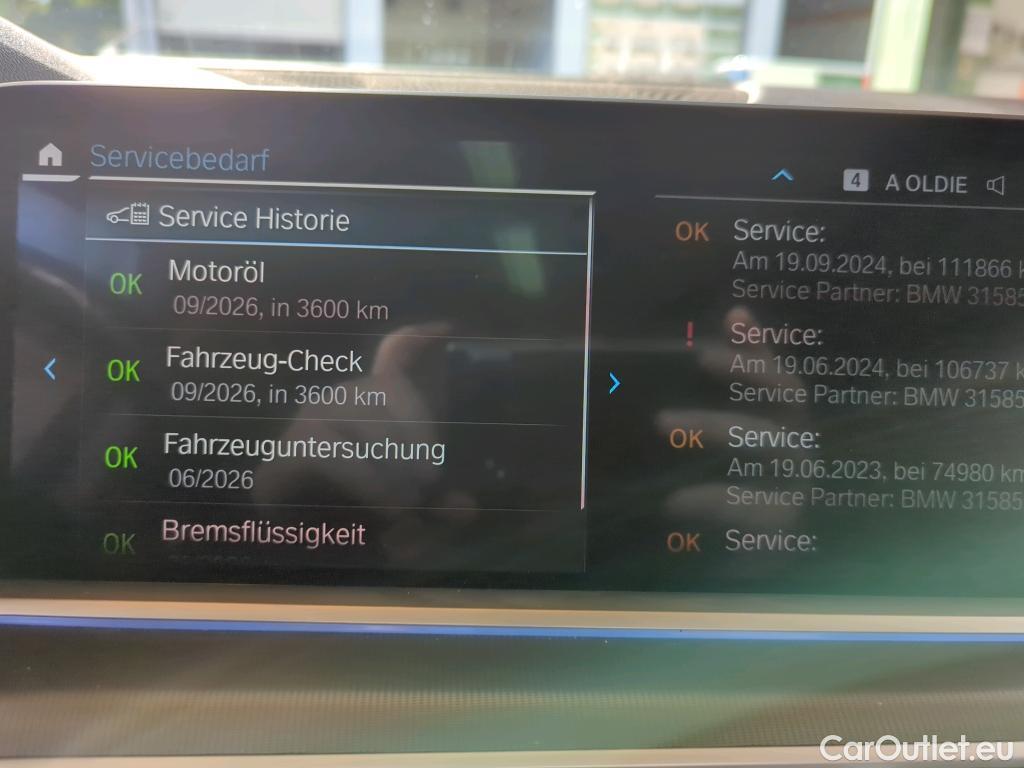 Servicebedarf
4 A OLDIE
Service Historie
OK Motoröl
09/2026, in 3600 km
OK Fahrzeug-Check
09/2026, in 3600 km
OK Fahrzeuguntersuchung
06/2026
OK Bremsflüssigkeit
OK Service:
Am 19.09.2024, bei 111866 k
Service Partner: BMW 31585
! Service:
Am 19.06.2024, bei 106737 k
Service Partner: BMW 31585
OK Service:
Am 19.06.2023, bei 74980 km
Service Partner: BMW 31585
OK Service:
CarOutlet.eu